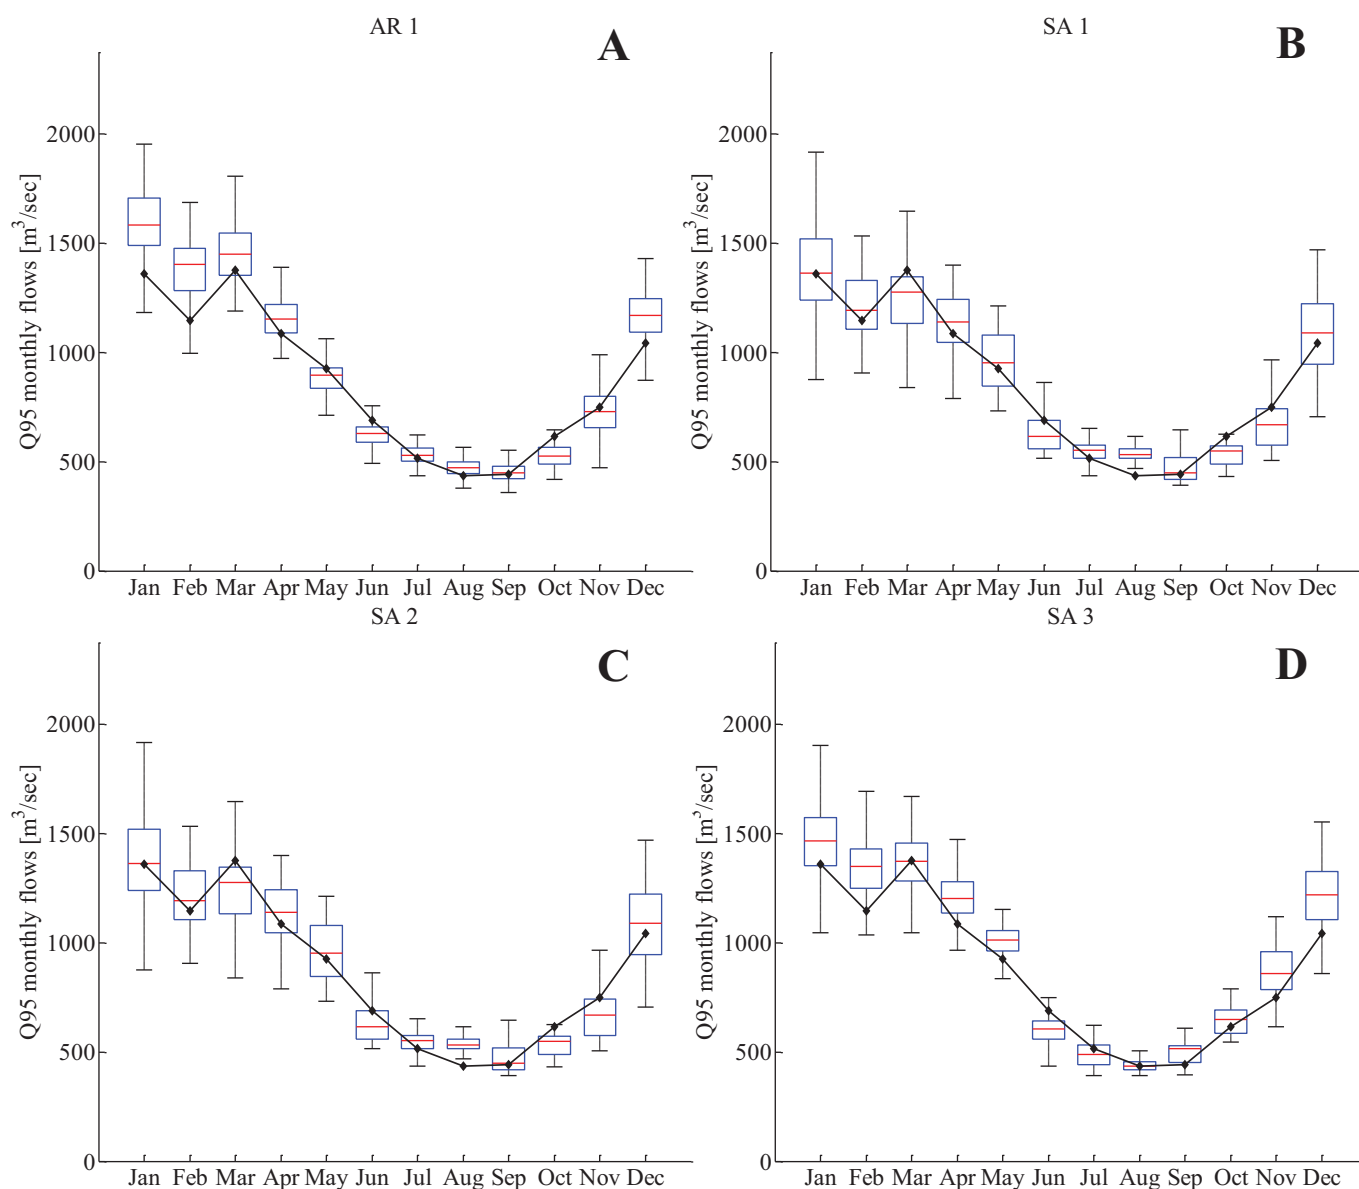 AR 1
A
2000
1500
1000
500
0
Q95 monthly flows [m³/sec]
Jan Feb Mar Apr May Jun Jul Aug Sep Oct Nov Dec
SA 1
B
2000
1500
1000
500
0
Q95 monthly flows [m³/sec]
Jan Feb Mar Apr May Jun Jul Aug Sep Oct Nov Dec
SA 2
C
2000
1500
1000
500
0
Q95 monthly flows [m³/sec]
Jan Feb Mar Apr May Jun Jul Aug Sep Oct Nov Dec
SA 3
D
2000
1500
1000
500
0
Q95 monthly flows [m³/sec]
Jan Feb Mar Apr May Jun Jul Aug Sep Oct Nov Dec